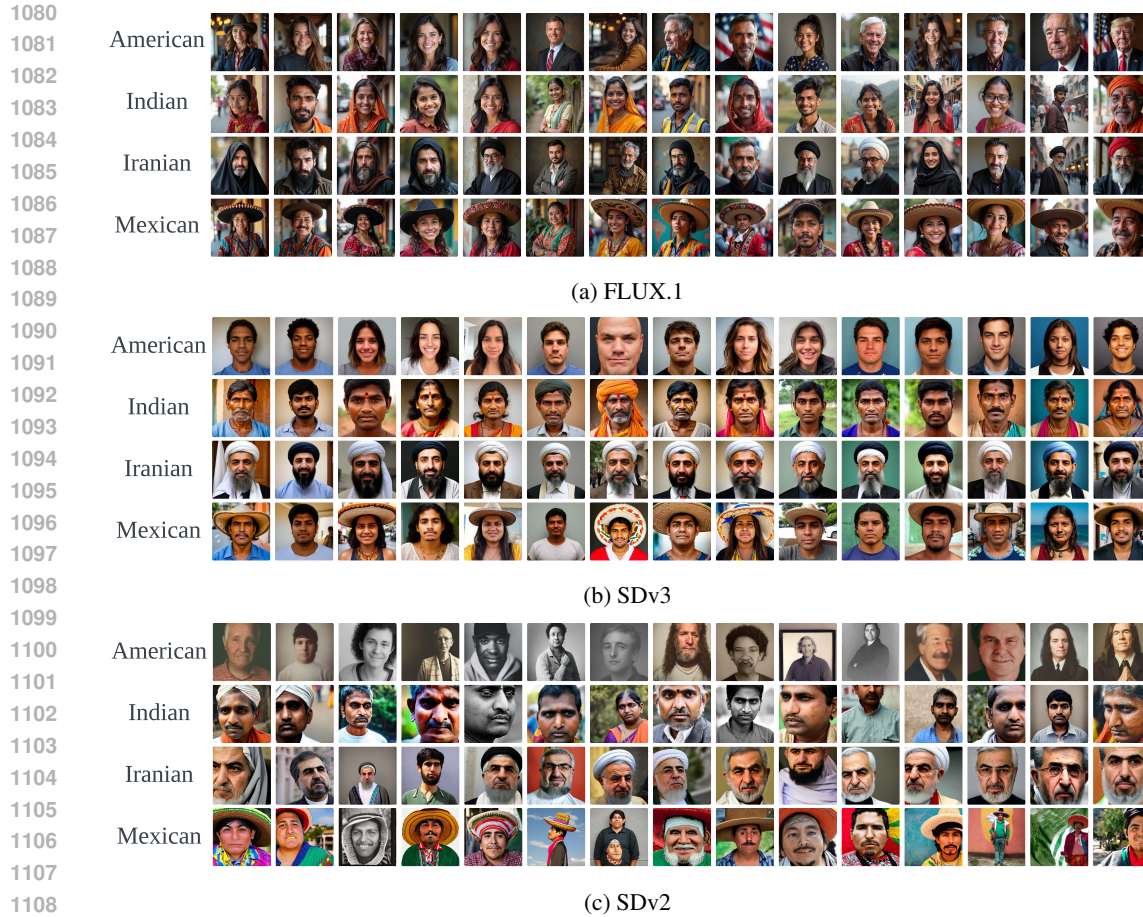 1080
1081
1082
1083
1084
1085
1086
1087
1088
1089
1090
1091
1092
1093
1094
1095
1096
1097
1098
1099
1100
1101
1102
1103
1104
1105
1106
1107
1108
American
Indian
Iranian
Mexican
(a) FLUX.1
American
Indian
Iranian
Mexican
(b) SDv3
American
Indian
Iranian
Mexican
(c) SDv2